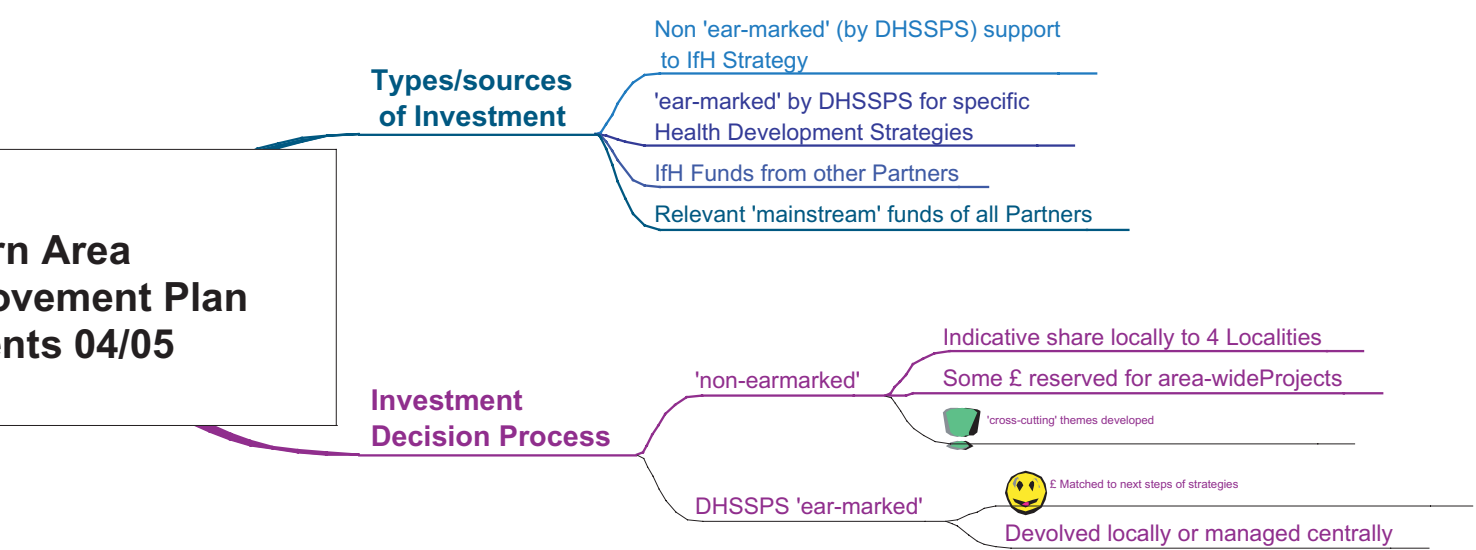 Non 'ear-marked' (by DHSSPS) support
to IfH Strategy
Types/sources
of Investment
'ear-marked' by DHSSPS for specific
Health Development Strategies
IfH Funds from other Partners
Relevant 'mainstream' funds of all Partners
rn Area
ovement Plan
ents 04/05
Investment
Decision Process
'non-earmarked'
Indicative share locally to 4 Localities
Some £ reserved for area-wideProjects
'cross-cutting' themes developed
DHSSPS 'ear-marked'
£ Matched to next steps of strategies
Devolved locally or managed centrally